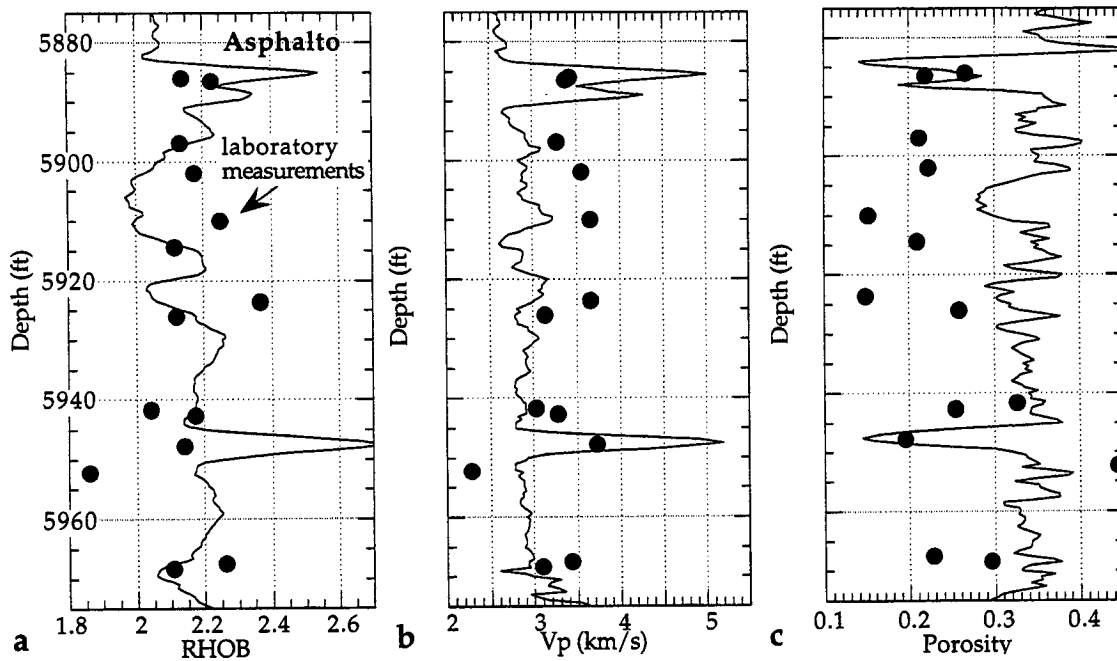 Asphalto
laboratory
measurements
Depth (ft)
5880
5900
5920
5940
5960
1.8
2
2.2
2.4
2.6
RHOB
a
Depth (ft)
2
3
4
5
Vp (km/s)
b
Depth (ft)
0.1
0.2
0.3
0.4
Porosity
c